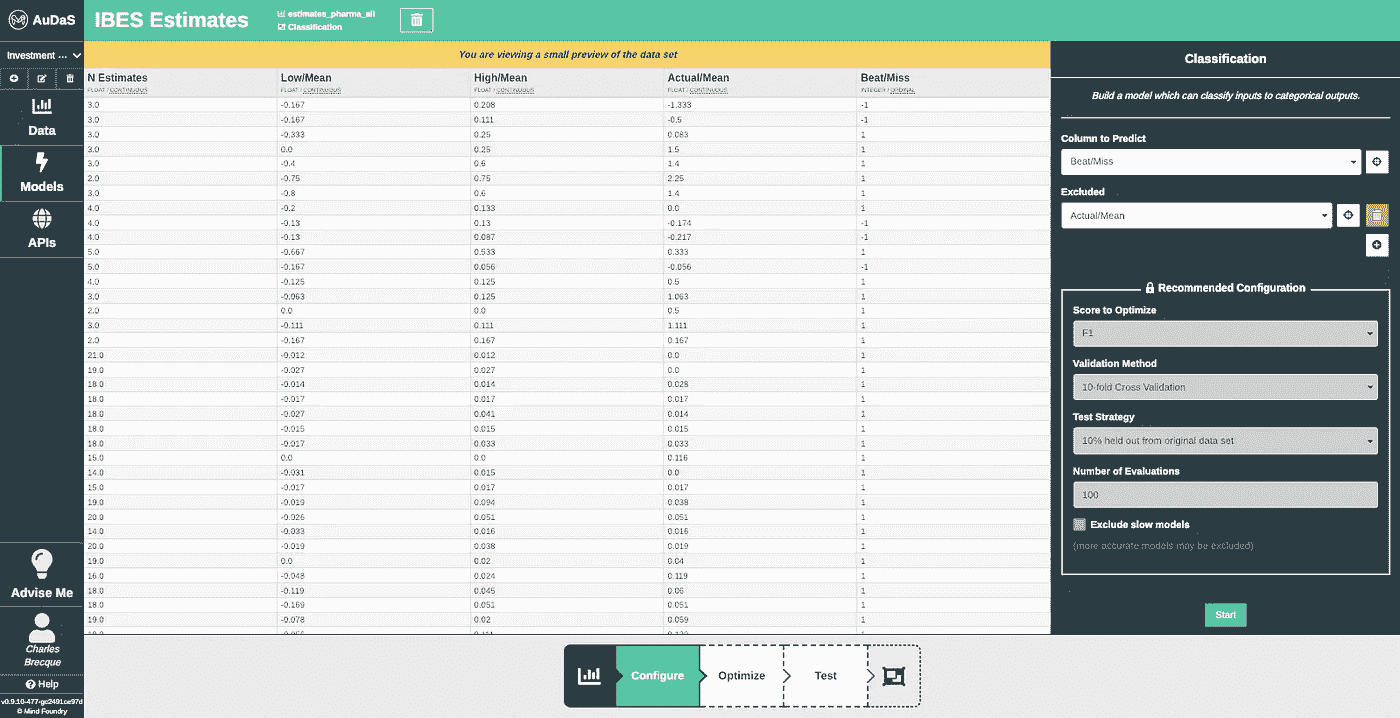 AuDaS
IBES Estimates
estimates_pharma_all
Classification
Investment ...
Data
Models
APIs
Advise Me
Charles
Brecque
Help
v0.9.10-477-gc2491ce97d
© Mind Foundry
You are viewing a small preview of the data set
N Estimates Low/Mean High/Mean Actual/Mean Beat/Miss
FLOAT / CONTINUOUS FLOAT / CONTINUOUS FLOAT / CONTINUOUS FLOAT / CONTINUOUS INTEGER / ORDINAL
3.0 -0.167 0.208 -1.333 -1
3.0 -0.167 0.111 -0.5 -1
3.0 -0.333 0.25 0.083 1
3.0 0.0 0.25 1.5 1
3.0 -0.4 0.6 1.4 1
2.0 -0.75 0.75 2.25 1
3.0 -0.8 0.6 1.4 1
4.0 -0.2 0.133 0.0 1
4.0 -0.13 0.13 -0.174 -1
4.0 -0.13 0.087 -0.217 -1
5.0 -0.667 0.533 0.333 1
5.0 -0.167 0.056 -0.056 -1
4.0 -0.125 0.125 0.5 1
3.0 -0.063 0.125 1.063 1
2.0 0.0 0.0 0.5 1
3.0 -0.111 0.111 1.111 1
2.0 -0.167 0.167 0.167 1
21.0 -0.012 0.012 0.0 1
19.0 -0.027 0.027 0.0 1
18.0 -0.014 0.014 0.028 1
18.0 -0.017 0.017 0.017 1
18.0 -0.027 0.041 0.014 1
18.0 -0.015 0.015 0.015 1
18.0 -0.017 0.033 0.033 1
15.0 0.0 0.0 0.116 1
14.0 -0.031 0.015 0.0 1
15.0 -0.017 0.017 0.017 1
19.0 -0.019 0.094 0.038 1
20.0 -0.026 0.051 0.051 1
14.0 -0.033 0.016 0.016 1
20.0 -0.019 0.038 0.019 1
19.0 0.0 0.02 0.04 1
16.0 -0.048 0.024 0.119 1
18.0 -0.119 0.045 0.06 1
18.0 -0.169 0.051 0.051 1
19.0 -0.078 0.02 0.059 1
Classification
Build a model which can classify inputs to categorical outputs.
Column to Predict
Beat/Miss
Excluded
Actual/Mean
Recommended Configuration
Score to Optimize
F1
Validation Method
10-fold Cross Validation
Test Strategy
10% held out from original data set
Number of Evaluations
100
Exclude slow models
(more accurate models may be excluded)
Start
Configure
Optimize
Test